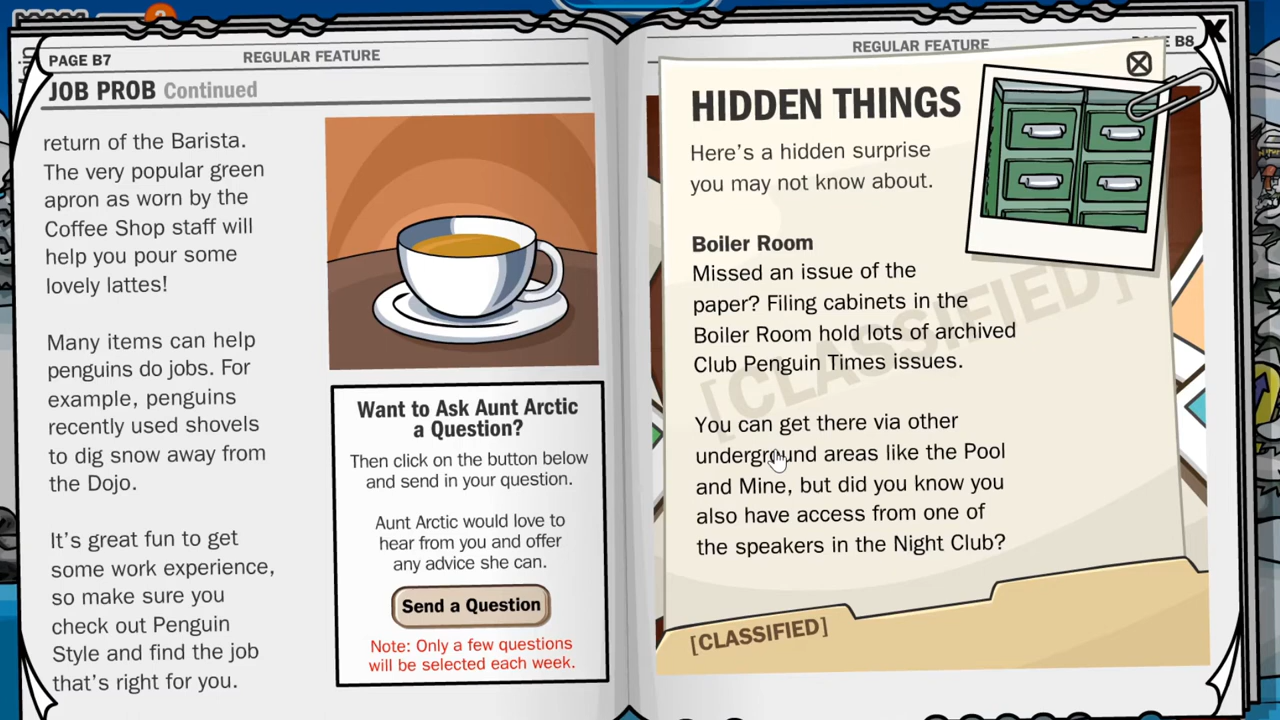 PAGE B7
REGULAR FEATURE
JOB PROB Continued
return of the Barista.
The very popular green
apron as worn by the
Coffee Shop staff will
help you pour some
lovely lattes!
Many items can help
penguins do jobs. For
example, penguins
recently used shovels
to dig snow away from
the Dojo.
It's great fun to get
some work experience,
so make sure you
check out Penguin
Style and find the job
that's right for you.
Want to Ask Aunt Arctic
a Question?
Then click on the button below
and send in your question.
Aunt Arctic would love to
hear from you and offer
any advice she can.
Send a Question
Note: Only a few questions
will be selected each week.
REGULAR FEATURE
PAGE B8
X
HIDDEN THINGS
Here's a hidden surprise
you may not know about.
Boiler Room
Missed an issue of the
paper? Filing cabinets in the
Boiler Room hold lots of archived
Club Penguin Times issues.
You can get there via other
underground areas like the Pool
and Mine, but did you know you
also have access from one of
the speakers in the Night Club?
[CLASSIFIED]
[CLASSIFIED]